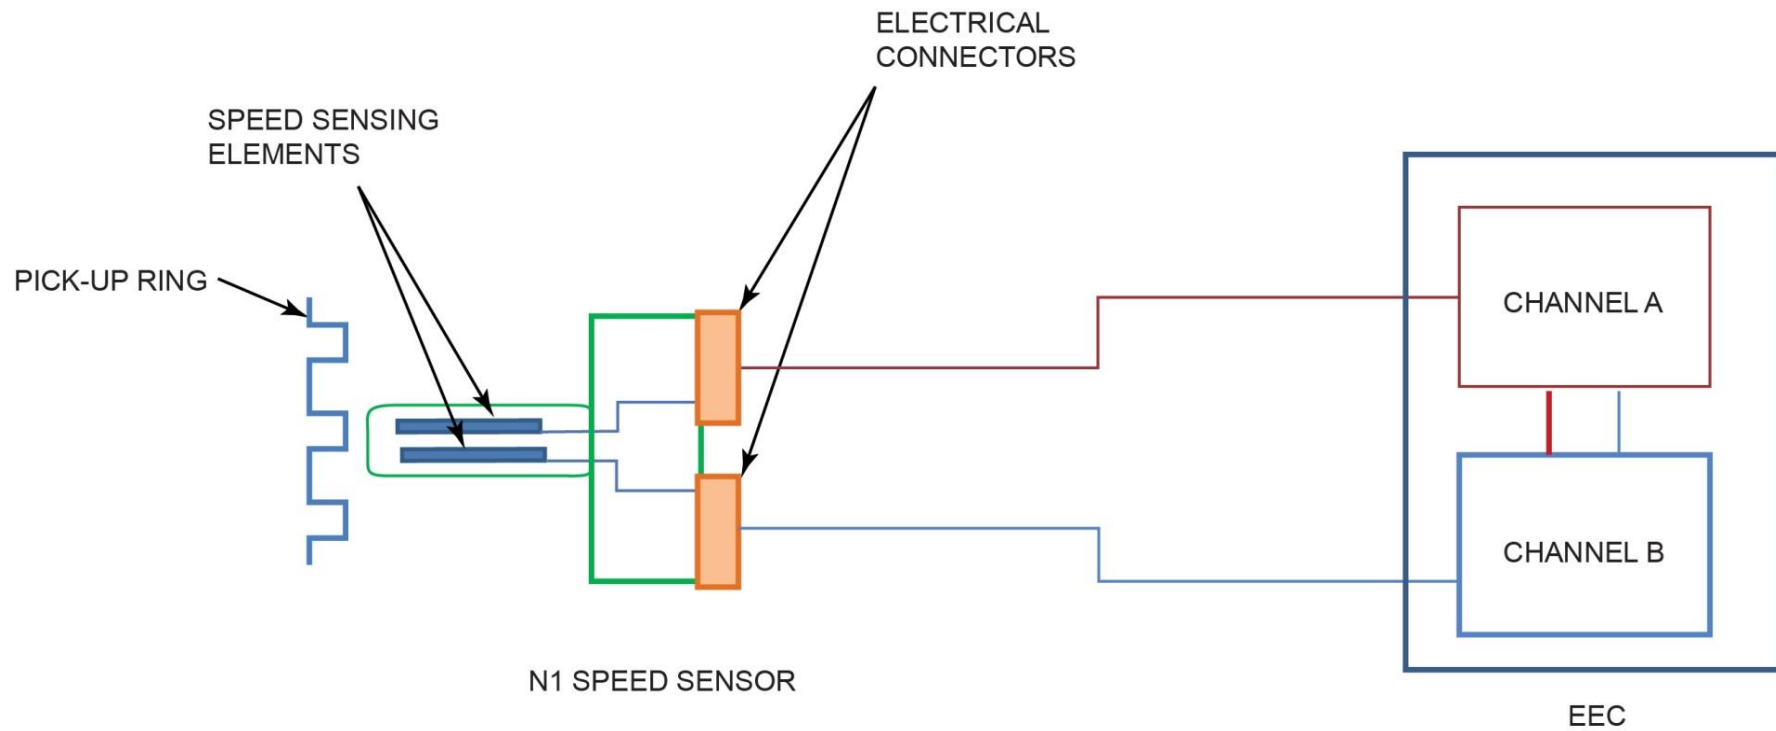 ELECTRICAL
CONNECTORS
SPEED SENSING
ELEMENTS
PICK-UP RING
CHANNEL A
CHANNEL B
N1 SPEED SENSOR
EEC